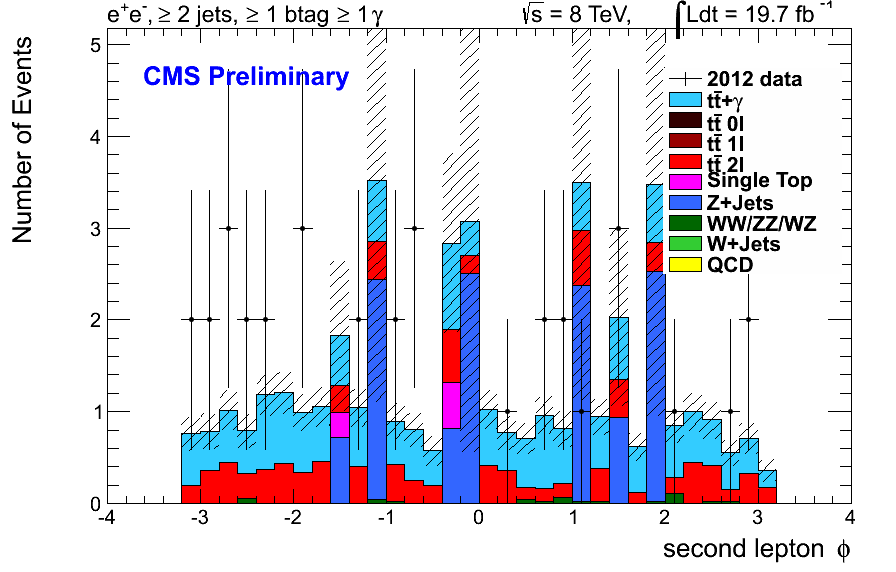 e⁺e⁻, ≥ 2 jets, ≥ 1 btag ≥ 1 γ
√s = 8 TeV, ∫Ldt = 19.7 fb⁻¹
CMS Preliminary
2012 data
tt̄+γ
tt̄ 0l
tt̄ 1l
tt̄ 2l
Single Top
Z+Jets
WW/ZZ/WZ
W+Jets
QCD
Number of Events
5
4
3
2
1
0
-4 -3 -2 -1 0 1 2 3 4
second lepton ϕ